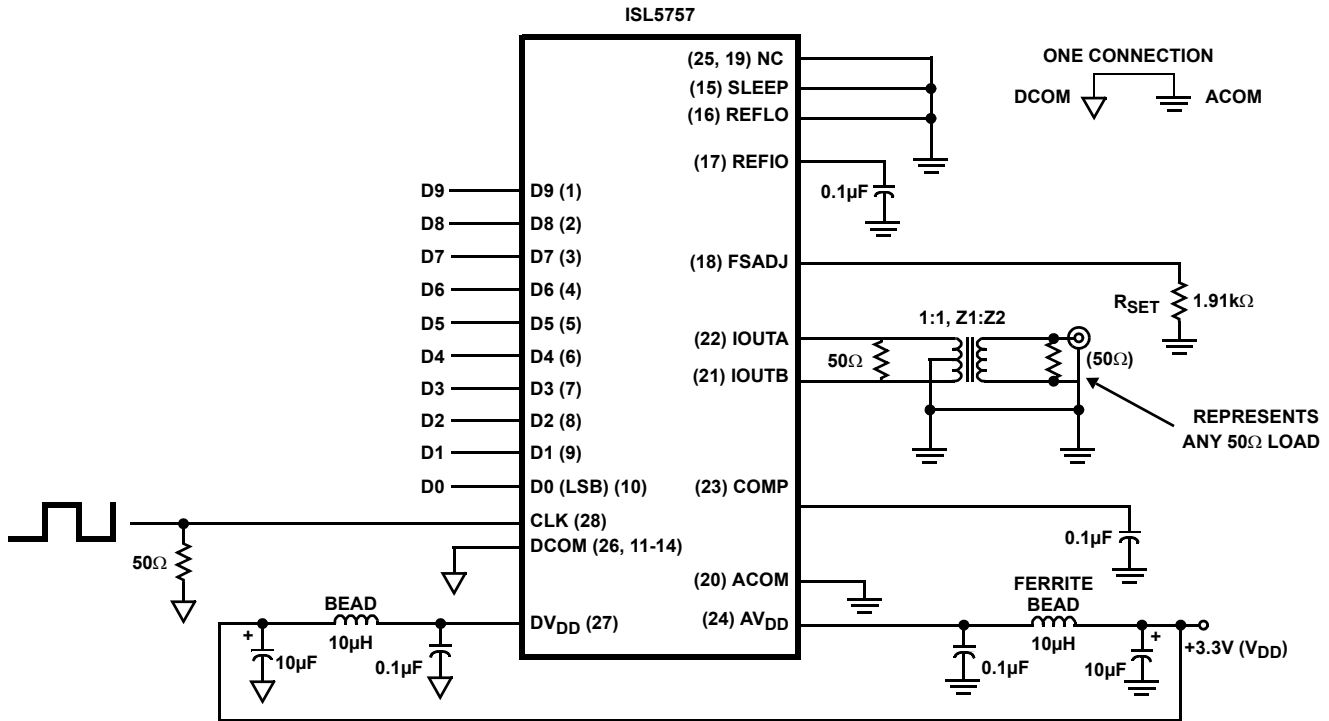 ISL5757
(25, 19) NC
(15) SLEEP
(16) REFLO
(17) REFIO
0.1µF
(18) FSADJ
RSET
1.91kΩ
ONE CONNECTION
DCOM
ACOM
D9
D9 (1)
D8
D8 (2)
D7
D7 (3)
D6
D6 (4)
D5
D5 (5)
D4
D4 (6)
D3
D3 (7)
D2
D2 (8)
D1
D1 (9)
D0
D0 (LSB) (10)
CLK (28)
50Ω
DCOM (26, 11-14)
1:1, Z1:Z2
(22) IOUTA
50Ω
(21) IOUTB
(50Ω)
REPRESENTS
ANY 50Ω LOAD
(23) COMP
0.1µF
(20) ACOM
BEAD
10µH
+
10µF
0.1µF
DVDD (27)
(24) AVDD
FERRITE
BEAD
10µH
0.1µF
10µF
+
+3.3V (VDD)